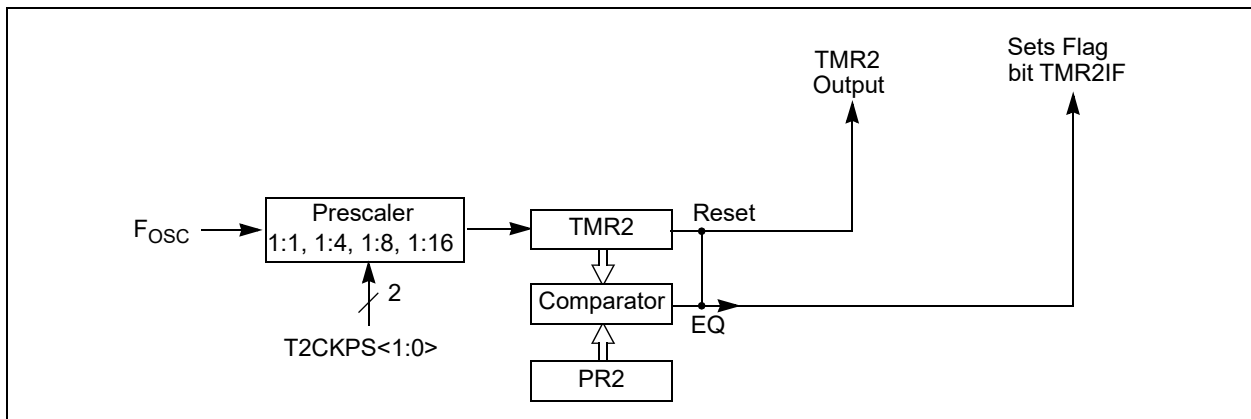 TMR2
Output
Sets Flag
bit TMR2IF
Prescaler
1:1, 1:4, 1:8, 1:16
FOSC
TMR2
Reset
2
Comparator
EQ
T2CKPS<1:0>
PR2